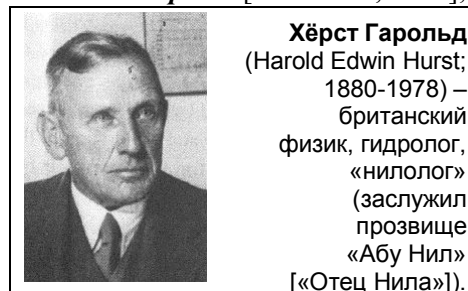 Хёрст Гарольд
(Harold Edwin Hurst;
1880-1978) –
британский
физик, гидролог,
«нилолог»
(заслужил
прозвище
«Абу Нил»
[«Отец Нила»]).